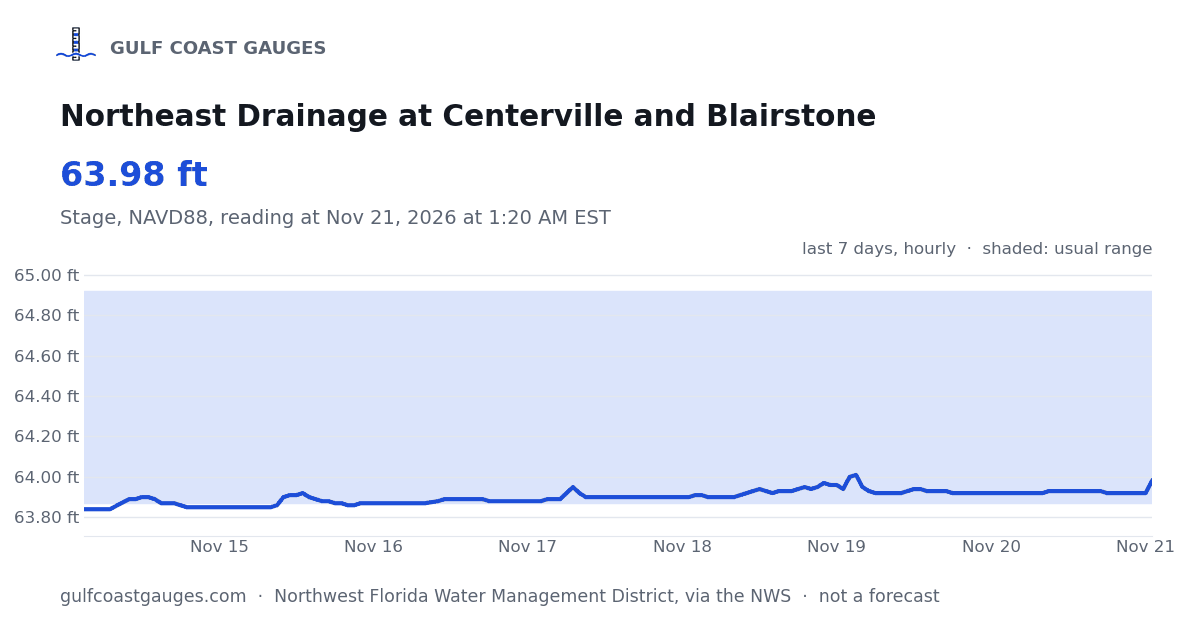 GULF COAST GAUGES
Northeast Drainage at Centerville and Blairstone
63.98 ft
Stage, NAVD88, reading at Nov 21, 2026 at 1:20 AM EST
last 7 days, hourly · shaded: usual range
65.00 ft
64.80 ft
64.60 ft
64.40 ft
64.20 ft
64.00 ft
63.80 ft
Nov 15 Nov 16 Nov 17 Nov 18 Nov 19 Nov 20 Nov 21
gulfcoastgauges.com · Northwest Florida Water Management District, via the NWS · not a forecast